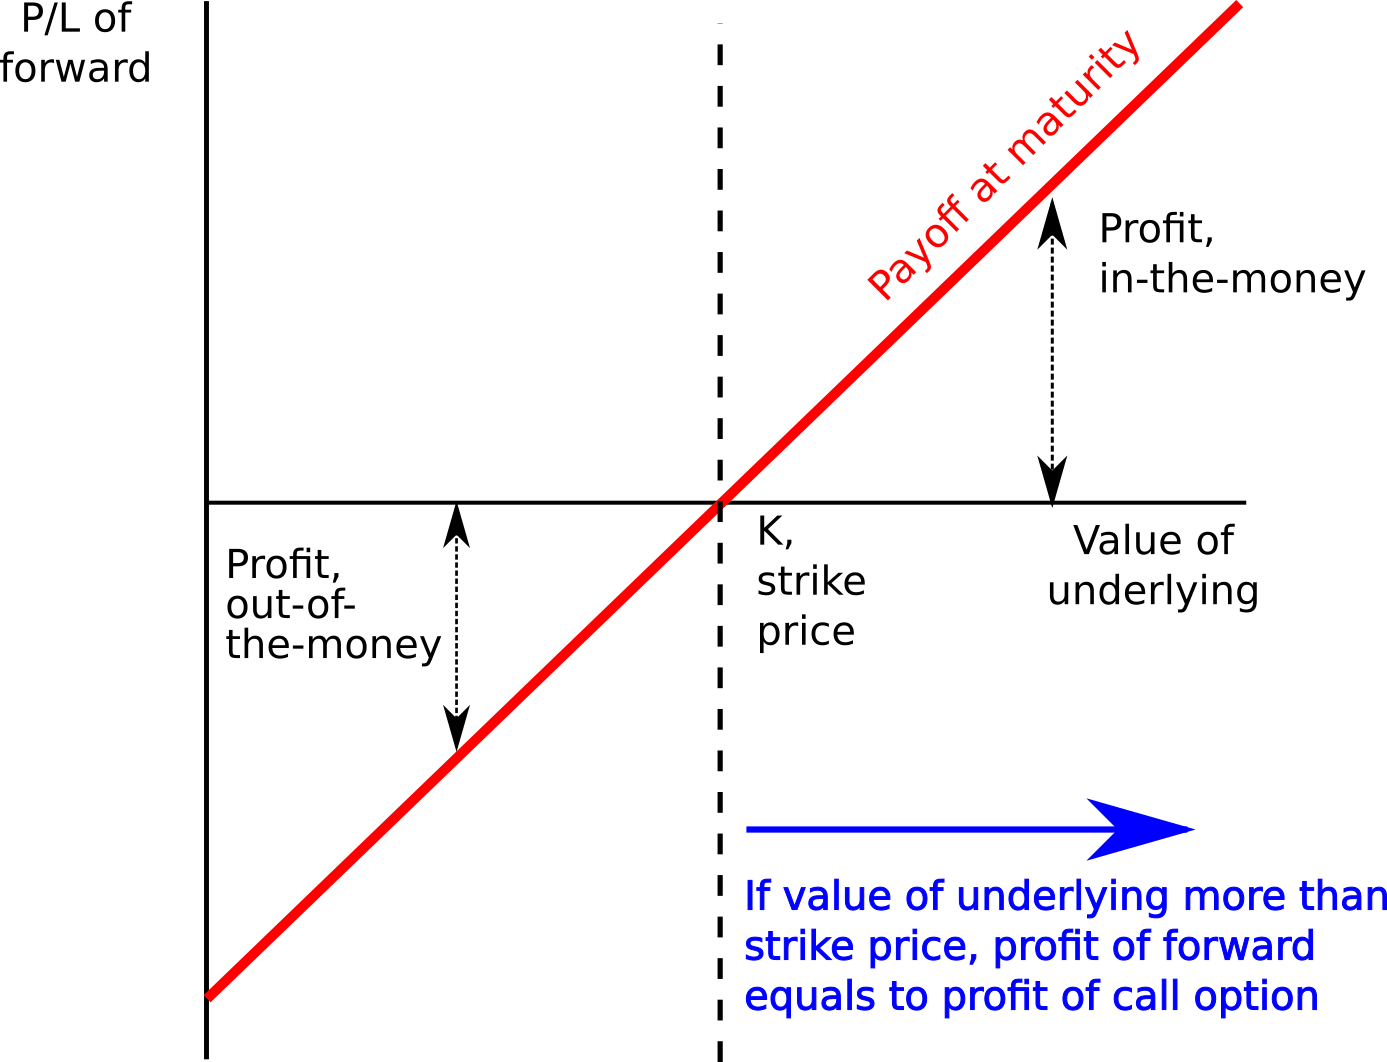 P/L of
forward
Payoff at maturity
Profit,
in-the-money
K,
strike
price
Value of
underlying
Profit,
out-of-
the-money
If value of underlying more than
strike price, profit of forward
equals to profit of call option